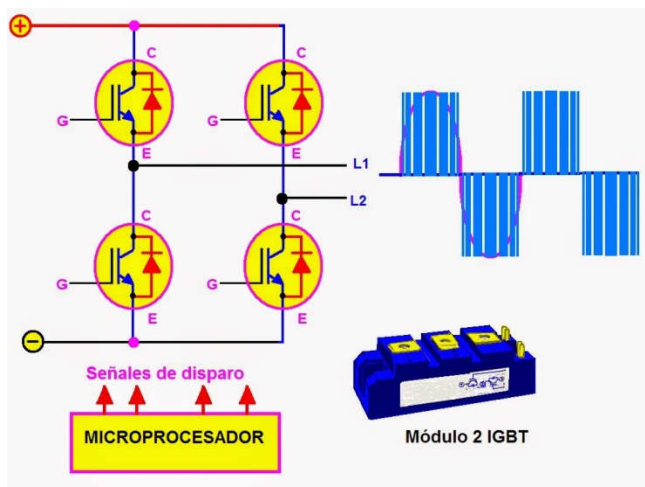 +
C
C
G
G
E
E
L1
L2
C
C
G
G
E
E
−
Señales de disparo
MICROPROCESADOR
Módulo 2 IGBT